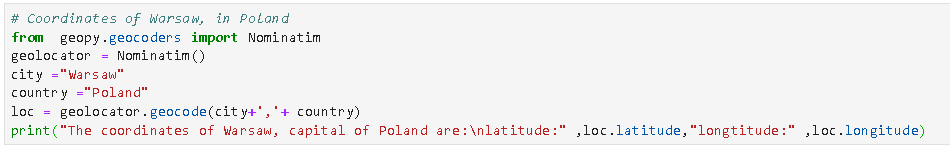 # Coordinates of Warsaw, in Poland
from  geopy.geocoders import Nominatim
geolocator = Nominatim()
city ="Warsaw"
country ="Poland"
loc = geolocator.geocode(city+','+ country)
print("The coordinates of Warsaw, capital of Poland are:\nlatitude:" ,loc.latitude,"longtitude:" ,loc.longitude)